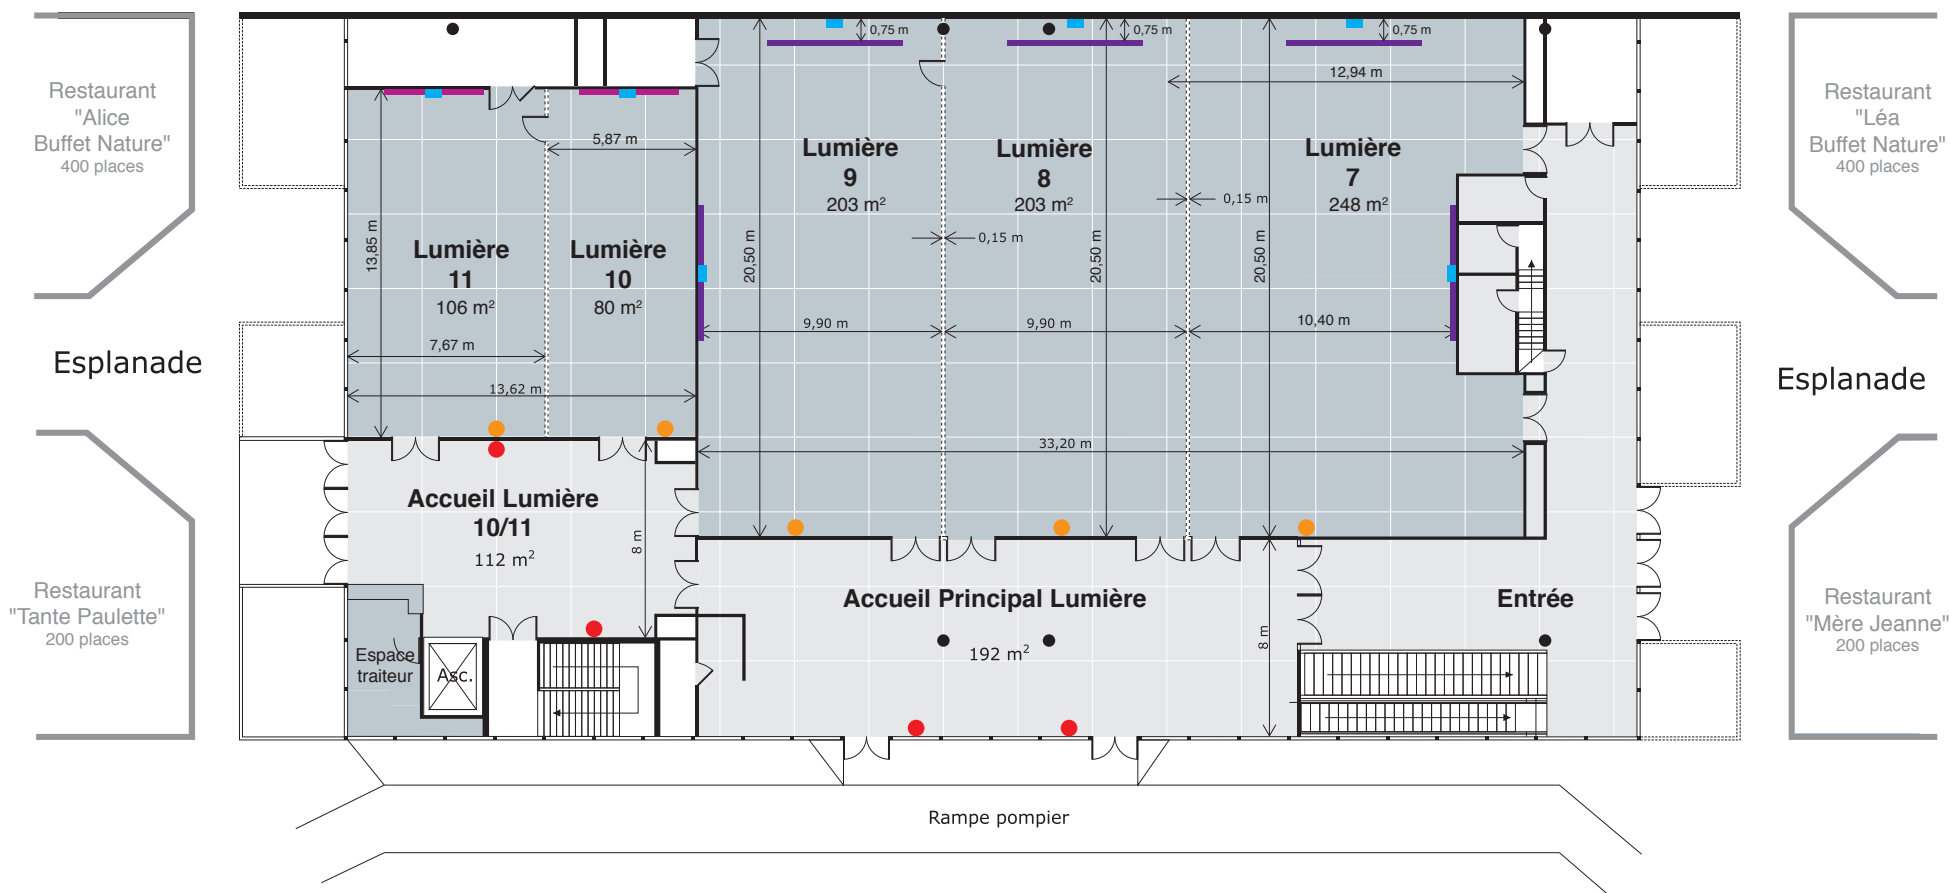 Restaurant
"Alice
Buffet Nature"
400 places
Esplanade
Restaurant
"Tante Paulette"
200 places
13,85 m
5,87 m
Lumière
11
106 m²
Lumière
10
80 m²
7,67 m
13,62 m
Accueil Lumière
10/11
112 m²
8 m
Espace
traiteur
Asc.
0,75 m
0,75 m
0,75 m
12,94 m
Lumière
9
203 m²
Lumière
8
203 m²
Lumière
7
248 m²
0,15 m
0,15 m
20,50 m
20,50 m
20,50 m
9,90 m
9,90 m
10,40 m
33,20 m
Accueil Principal Lumière
192 m²
8 m
Entrée
Rampe pompier
Restaurant
"Léa
Buffet Nature"
400 places
Esplanade
Restaurant
"Mère Jeanne"
200 places